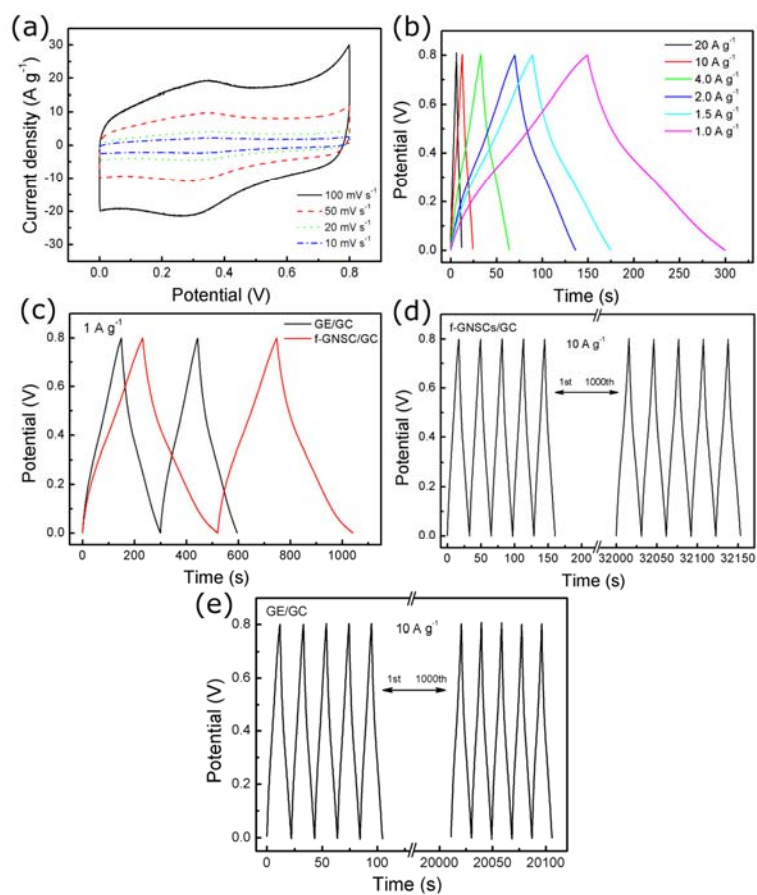 (a)
30
20
10
0
-10
-20
-30
Current density (A g⁻¹)
100 mV s⁻¹
50 mV s⁻¹
20 mV s⁻¹
10 mV s⁻¹
0.0 0.2 0.4 0.6 0.8
Potential (V)
(b)
0.8
0.6
0.4
0.2
0.0
Potential (V)
20 A g⁻¹
10 A g⁻¹
4.0 A g⁻¹
2.0 A g⁻¹
1.5 A g⁻¹
1.0 A g⁻¹
0 50 100 150 200 250 300
Time (s)
(c)
1 A g⁻¹
GE/GC
f-GNSC/GC
0.8
0.6
0.4
0.2
0.0
Potential (V)
0 200 400 600 800 1000
Time (s)
(d)
f-GNSCs/GC
10 A g⁻¹
1st 1000th
0.8
0.6
0.4
0.2
0.0
Potential (V)
0 50 100 150 200 32000 32050 32100 32150
Time (s)
(e)
GE/GC
10 A g⁻¹
1st 1000th
0.8
0.6
0.4
0.2
0.0
Potential (V)
0 50 100 20000 20050 20100
Time (s)